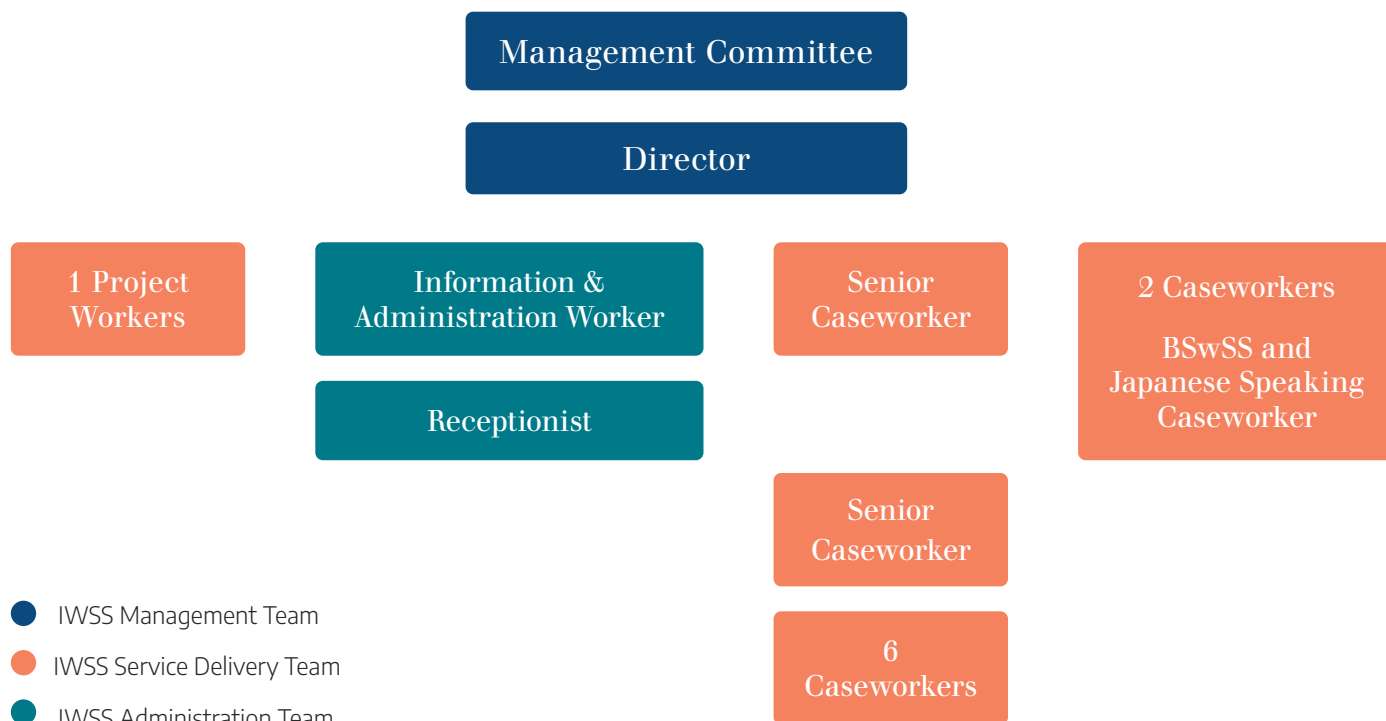 Management Committee
Director
1 Project
Workers
Information &
Administration Worker
Receptionist
Senior
Caseworker
2 Caseworkers
BSwSS and
Japanese Speaking
Caseworker
Senior
Caseworker
6
Caseworkers
IWSS Management Team
IWSS Service Delivery Team
IWSS Administration Team